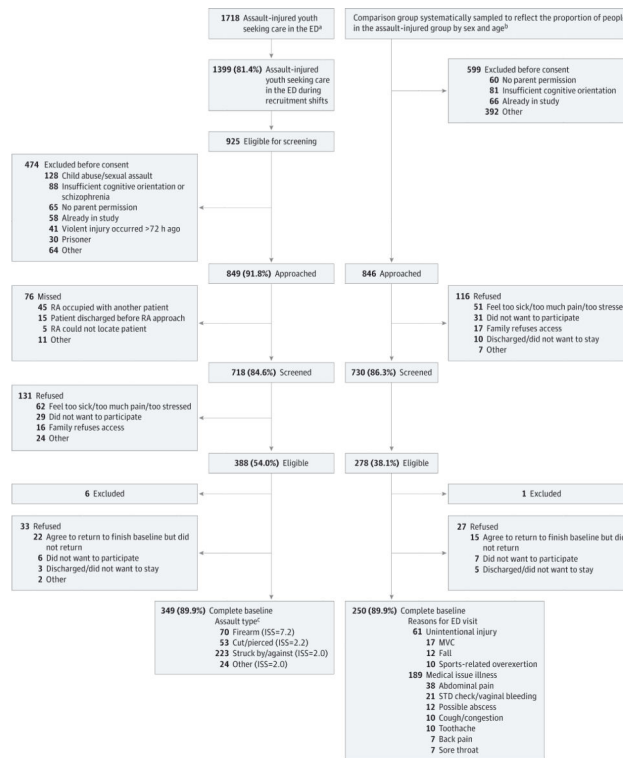 1718 Assault-injured youth
seeking care in the EDa
Comparison group systematically sampled to reflect the proportion of people
in the assault-injured group by sex and ageb
1399 (81.4%) Assault-injured
youth seeking care
in the ED during
recruitment shifts
599 Excluded before consent
60 No parent permission
81 Insufficient cognitive orientation
66 Already in study
392 Other
925 Eligible for screening
474 Excluded before consent
128 Child abuse/sexual assault
88 Insufficient cognitive orientation or
schizophrenia
65 No parent permission
58 Already in study
41 Violent injury occurred >72 h ago
30 Prisoner
64 Other
849 (91.8%) Approached
846 Approached
76 Missed
45 RA occupied with another patient
15 Patient discharged before RA approach
5 RA could not locate patient
11 Other
116 Refused
51 Feel too sick/too much pain/too stressed
31 Did not want to participate
17 Family refuses access
10 Discharged/did not want to stay
7 Other
718 (84.6%) Screened
730 (86.3%) Screened
131 Refused
62 Feel too sick/too much pain/too stressed
29 Did not want to participate
16 Family refuses access
24 Other
388 (54.0%) Eligible
278 (38.1%) Eligible
6 Excluded
1 Excluded
33 Refused
22 Agree to return to finish baseline but did
not return
6 Did not want to participate
3 Discharged/did not want to stay
2 Other
27 Refused
15 Agree to return to finish baseline but did
not return
7 Did not want to participate
5 Discharged/did not want to stay
349 (89.9%) Complete baseline
Assault typec
70 Firearm (ISS=7.2)
53 Cut/pierced (ISS=2.2)
223 Struck by/against (ISS=2.0)
24 Other (ISS=2.0)
250 (89.9%) Complete baseline
Reasons for ED visit
61 Unintentional injury
17 MVC
12 Fall
10 Sports-related overexertion
189 Medical issue illness
38 Abdominal pain
21 STD check/vaginal bleeding
12 Possible abscess
10 Cough/congestion
10 Toothache
7 Back pain
7 Sore throat